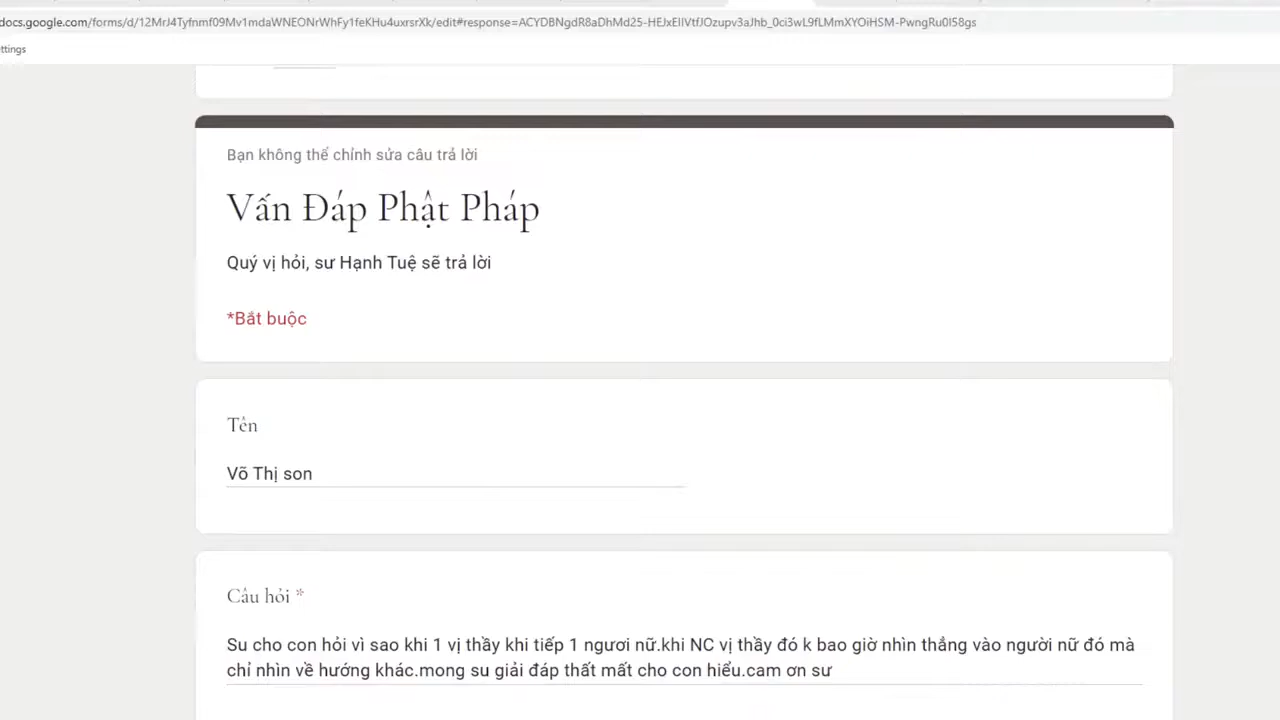 docs.google.com/forms/d/12MrJ4Tyfnmf09Mv1mdaWNEONrWhFy1feKHu4uxrsrXk/edit#response=ACYDBNgdR8aDhMd25-HEJxEIIVtfJOzupv3aJhb_0ci3wL9fLMmXYOiHSM-PwngRu0I58gs
ttings
Bạn không thể chỉnh sửa câu trả lời
Vấn Đáp Phật Pháp
Quý vị hỏi, sư Hạnh Tuệ sẽ trả lời
*Bắt buộc
Tên
Võ Thị son
Câu hỏi *
Su cho con hỏi vì sao khi 1 vị thầy khi tiếp 1 ngươi nữ.khi NC vị thầy đó k bao giờ nhìn thẳng vào người nữ đó mà
chỉ nhìn về hướng khác.mong su giải đáp thất mất cho con hiểu.cam ơn sư